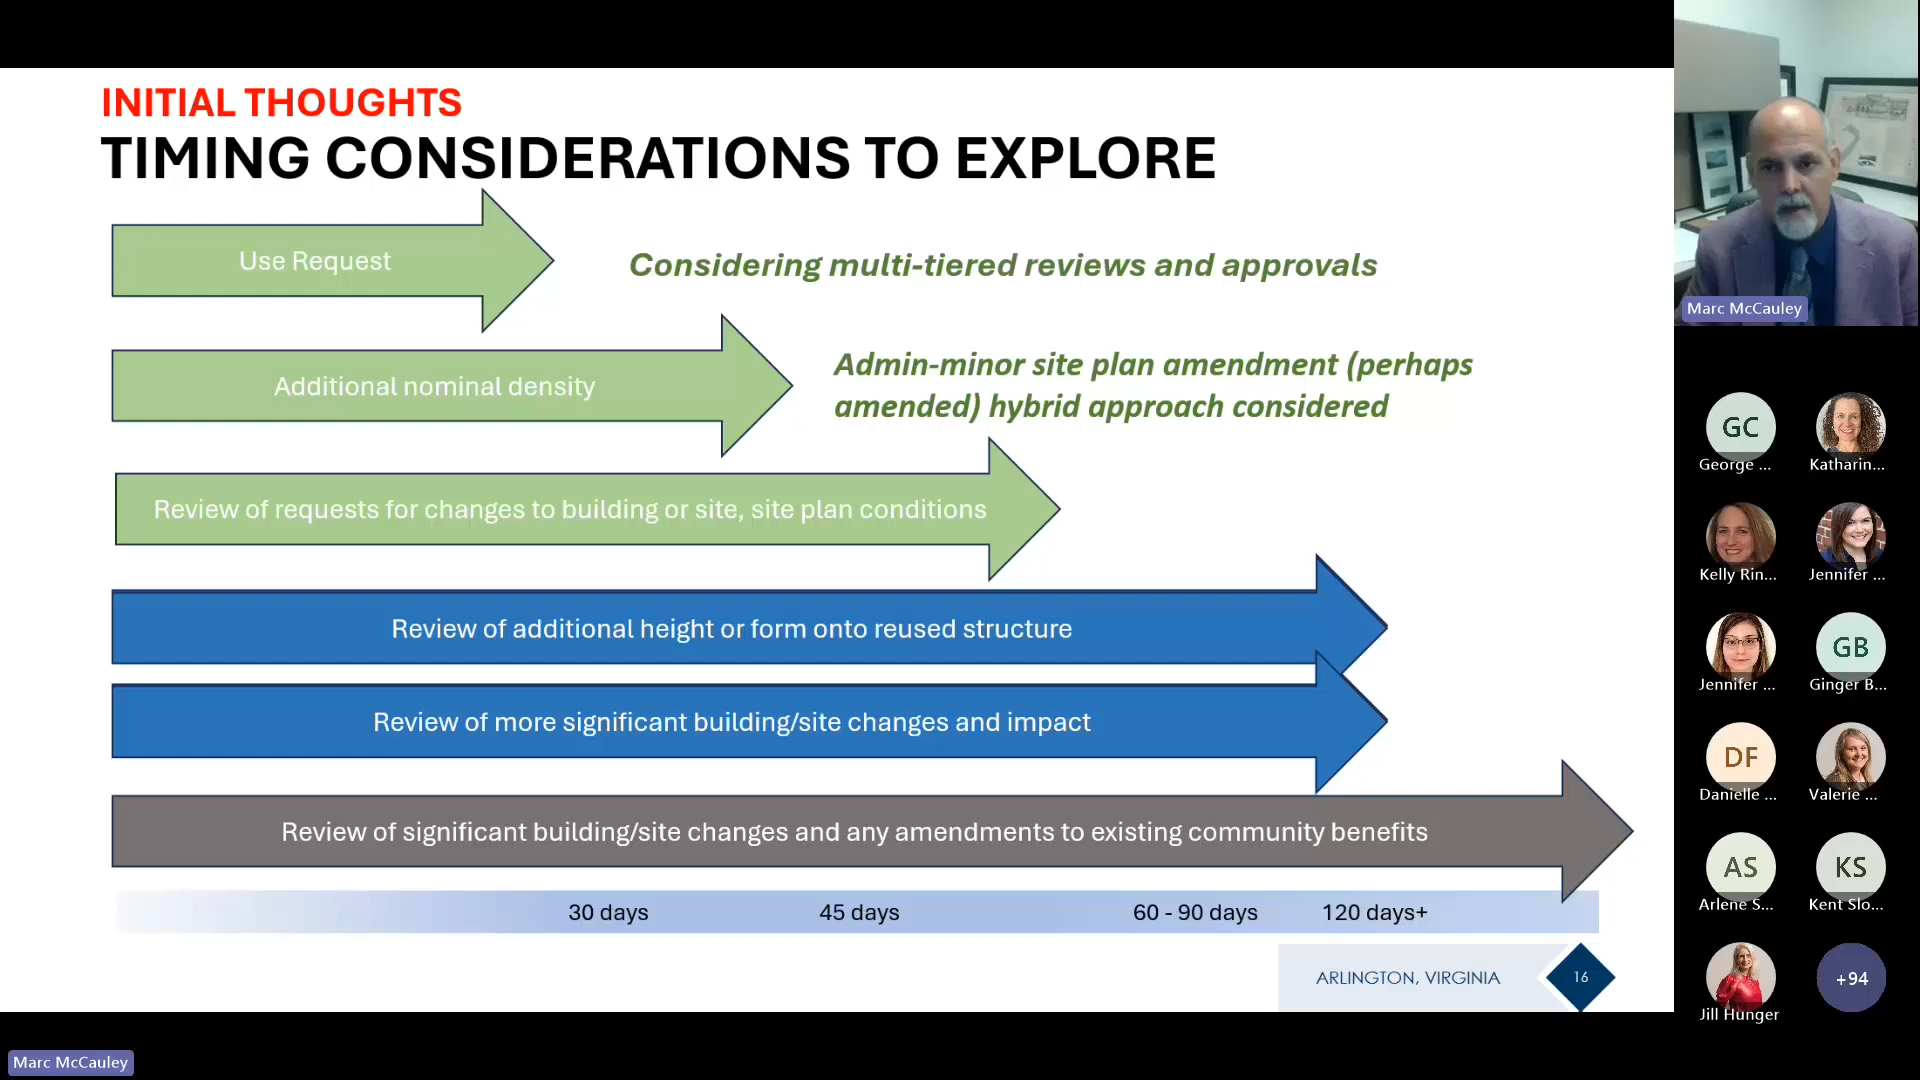 INITIAL THOUGHTS
TIMING CONSIDERATIONS TO EXPLORE
Use Request
Considering multi-tiered reviews and approvals
Additional nominal density
Admin-minor site plan amendment (perhaps
amended) hybrid approach considered
Review of requests for changes to building or site, site plan conditions
Review of additional height or form onto reused structure
Review of more significant building/site changes and impact
Review of significant building/site changes and any amendments to existing community benefits
30 days
45 days
60 - 90 days
120 days+
ARLINGTON, VIRGINIA
16
Marc McCauley
GC
George ...
Katharin...
Kelly Rin...
Jennifer ...
Jennifer ...
GB
Ginger B...
DF
Danielle ...
Valerie ...
AS
Arlene S...
KS
Kent Slo...
Jill Hunger
+94
Marc McCauley